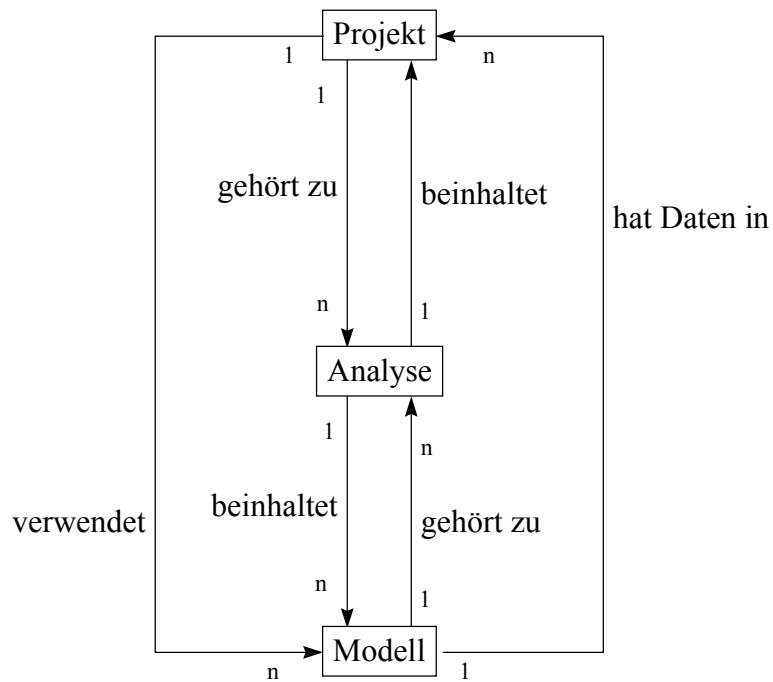 Projekt
1
n
1
gehört zu
beinhaltet
hat Daten in
n
1
Analyse
1
n
beinhaltet
verwendet
gehört zu
n
1
Modell
n
1